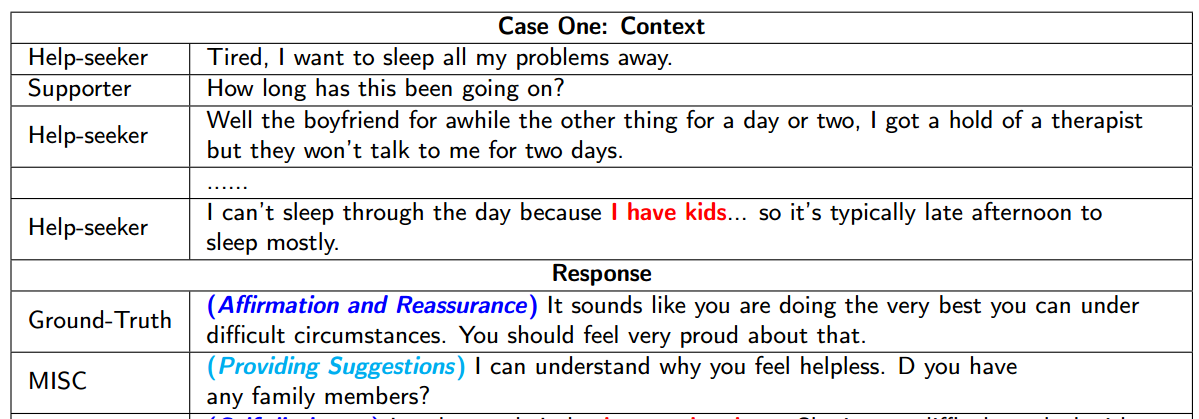 Case One: Context
Help-seeker Tired, I want to sleep all my problems away.
Supporter How long has this been going on?
Help-seeker Well the boyfriend for awhile the other thing for a day or two, I got a hold of a therapist
but they won't talk to me for two days.
......
Help-seeker I can't sleep through the day because I have kids... so it's typically late afternoon to
sleep mostly.
Response
Ground-Truth (Affirmation and Reassurance) It sounds like you are doing the very best you can under
difficult circumstances. You should feel very proud about that.
MISC (Providing Suggestions) I can understand why you feel helpless. D you have
any family members?